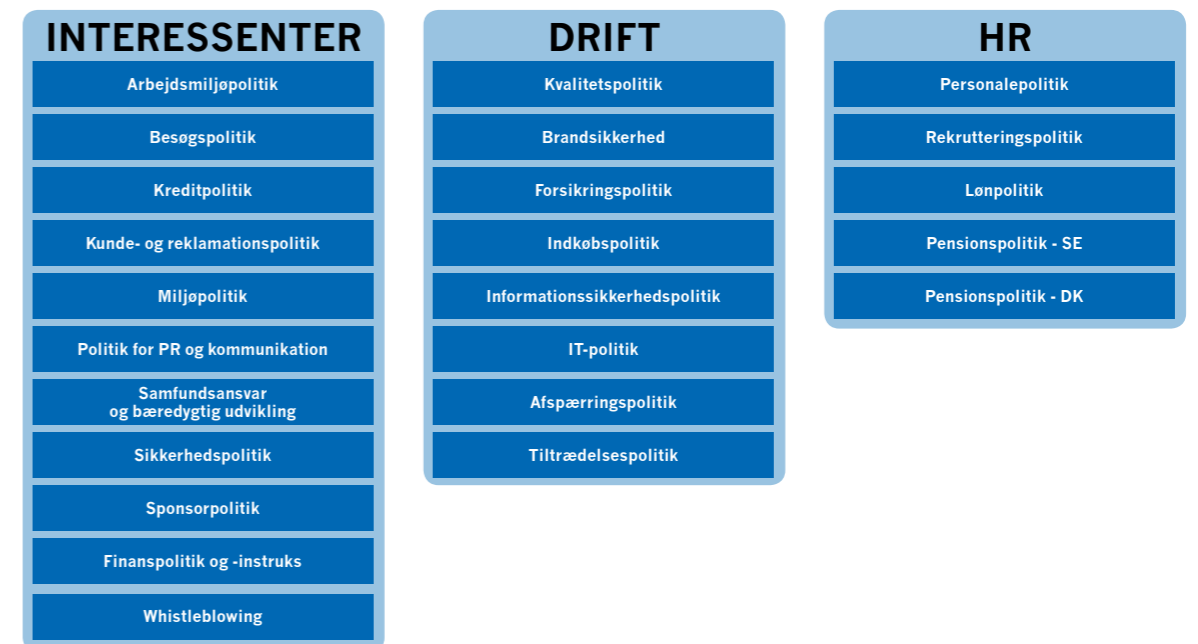 INTERESSENTER
Arbejdsmiljøpolitik
Besøgspolitik
Kreditpolitik
Kunde- og reklamationspolitik
Miljøpolitik
Politik for PR og kommunikation
Samfundsansvar
og bæredygtig udvikling
Sikkerhedspolitik
Sponsorpolitik
Finanspolitik og -instruks
Whistleblowing
DRIFT
Kvalitetspolitik
Brandsikkerhed
Forsikringspolitik
Indkøbspolitik
Informationssikkerhedspolitik
IT-politik
Afspærringspolitik
Tiltrædelsespolitik
HR
Personalepolitik
Rekrutteringspolitik
Lønpolitik
Pensionspolitik - SE
Pensionspolitik - DK